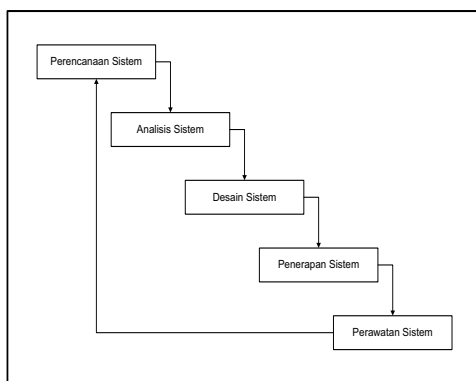 Perencanaan Sistem
Analisis Sistem
Desain Sistem
Penerapan Sistem
Perawatan Sistem